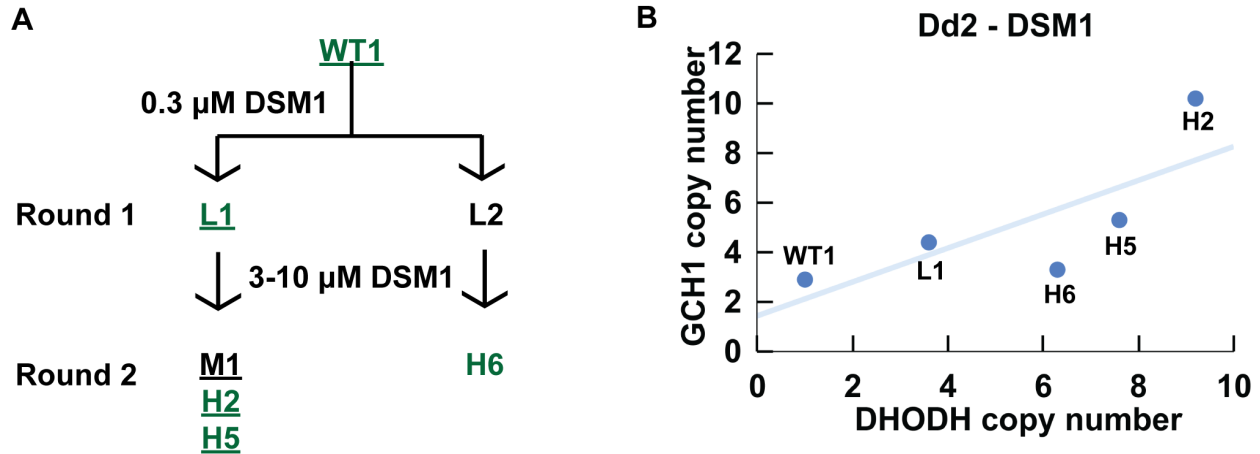 A
WT1
0.3 µM DSM1
Round 1
L1
L2
3-10 µM DSM1
Round 2
M1
H6
H2
H5
B
Dd2 - DSM1
GCH1 copy number
12
10
8
6
4
2
0
WT1
L1
H6
H5
H2
0 2 4 6 8 10
DHODH copy number